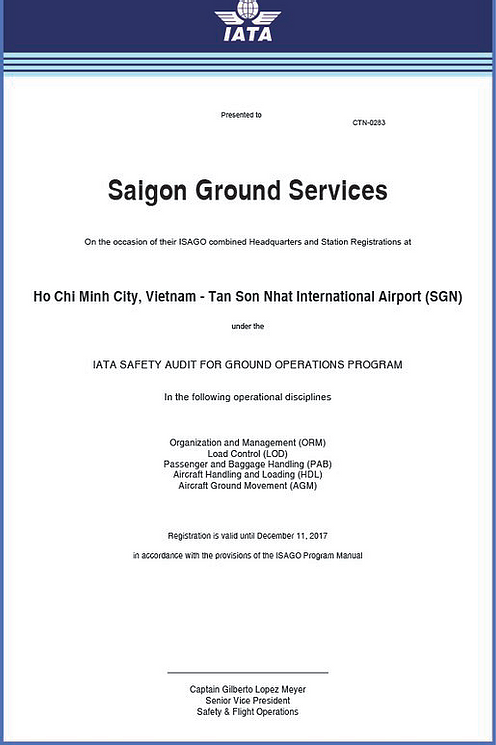 IATA
Presented to
CTN-0283
Saigon Ground Services
On the occasion of their ISAGO combined Headquarters and Station Registrations at
Ho Chi Minh City, Vietnam - Tan Son Nhat International Airport (SGN)
under the
IATA SAFETY AUDIT FOR GROUND OPERATIONS PROGRAM
In the following operational disciplines
Organization and Management (ORM)
Load Control (LOD)
Passenger and Baggage Handling (PAB)
Aircraft Handling and Loading (HDL)
Aircraft Ground Movement (AGM)
Registration is valid until December 11, 2017
in accordance with the provisions of the ISAGO Program Manual
Captain Gilberto Lopez Meyer
Senior Vice President
Safety & Flight Operations